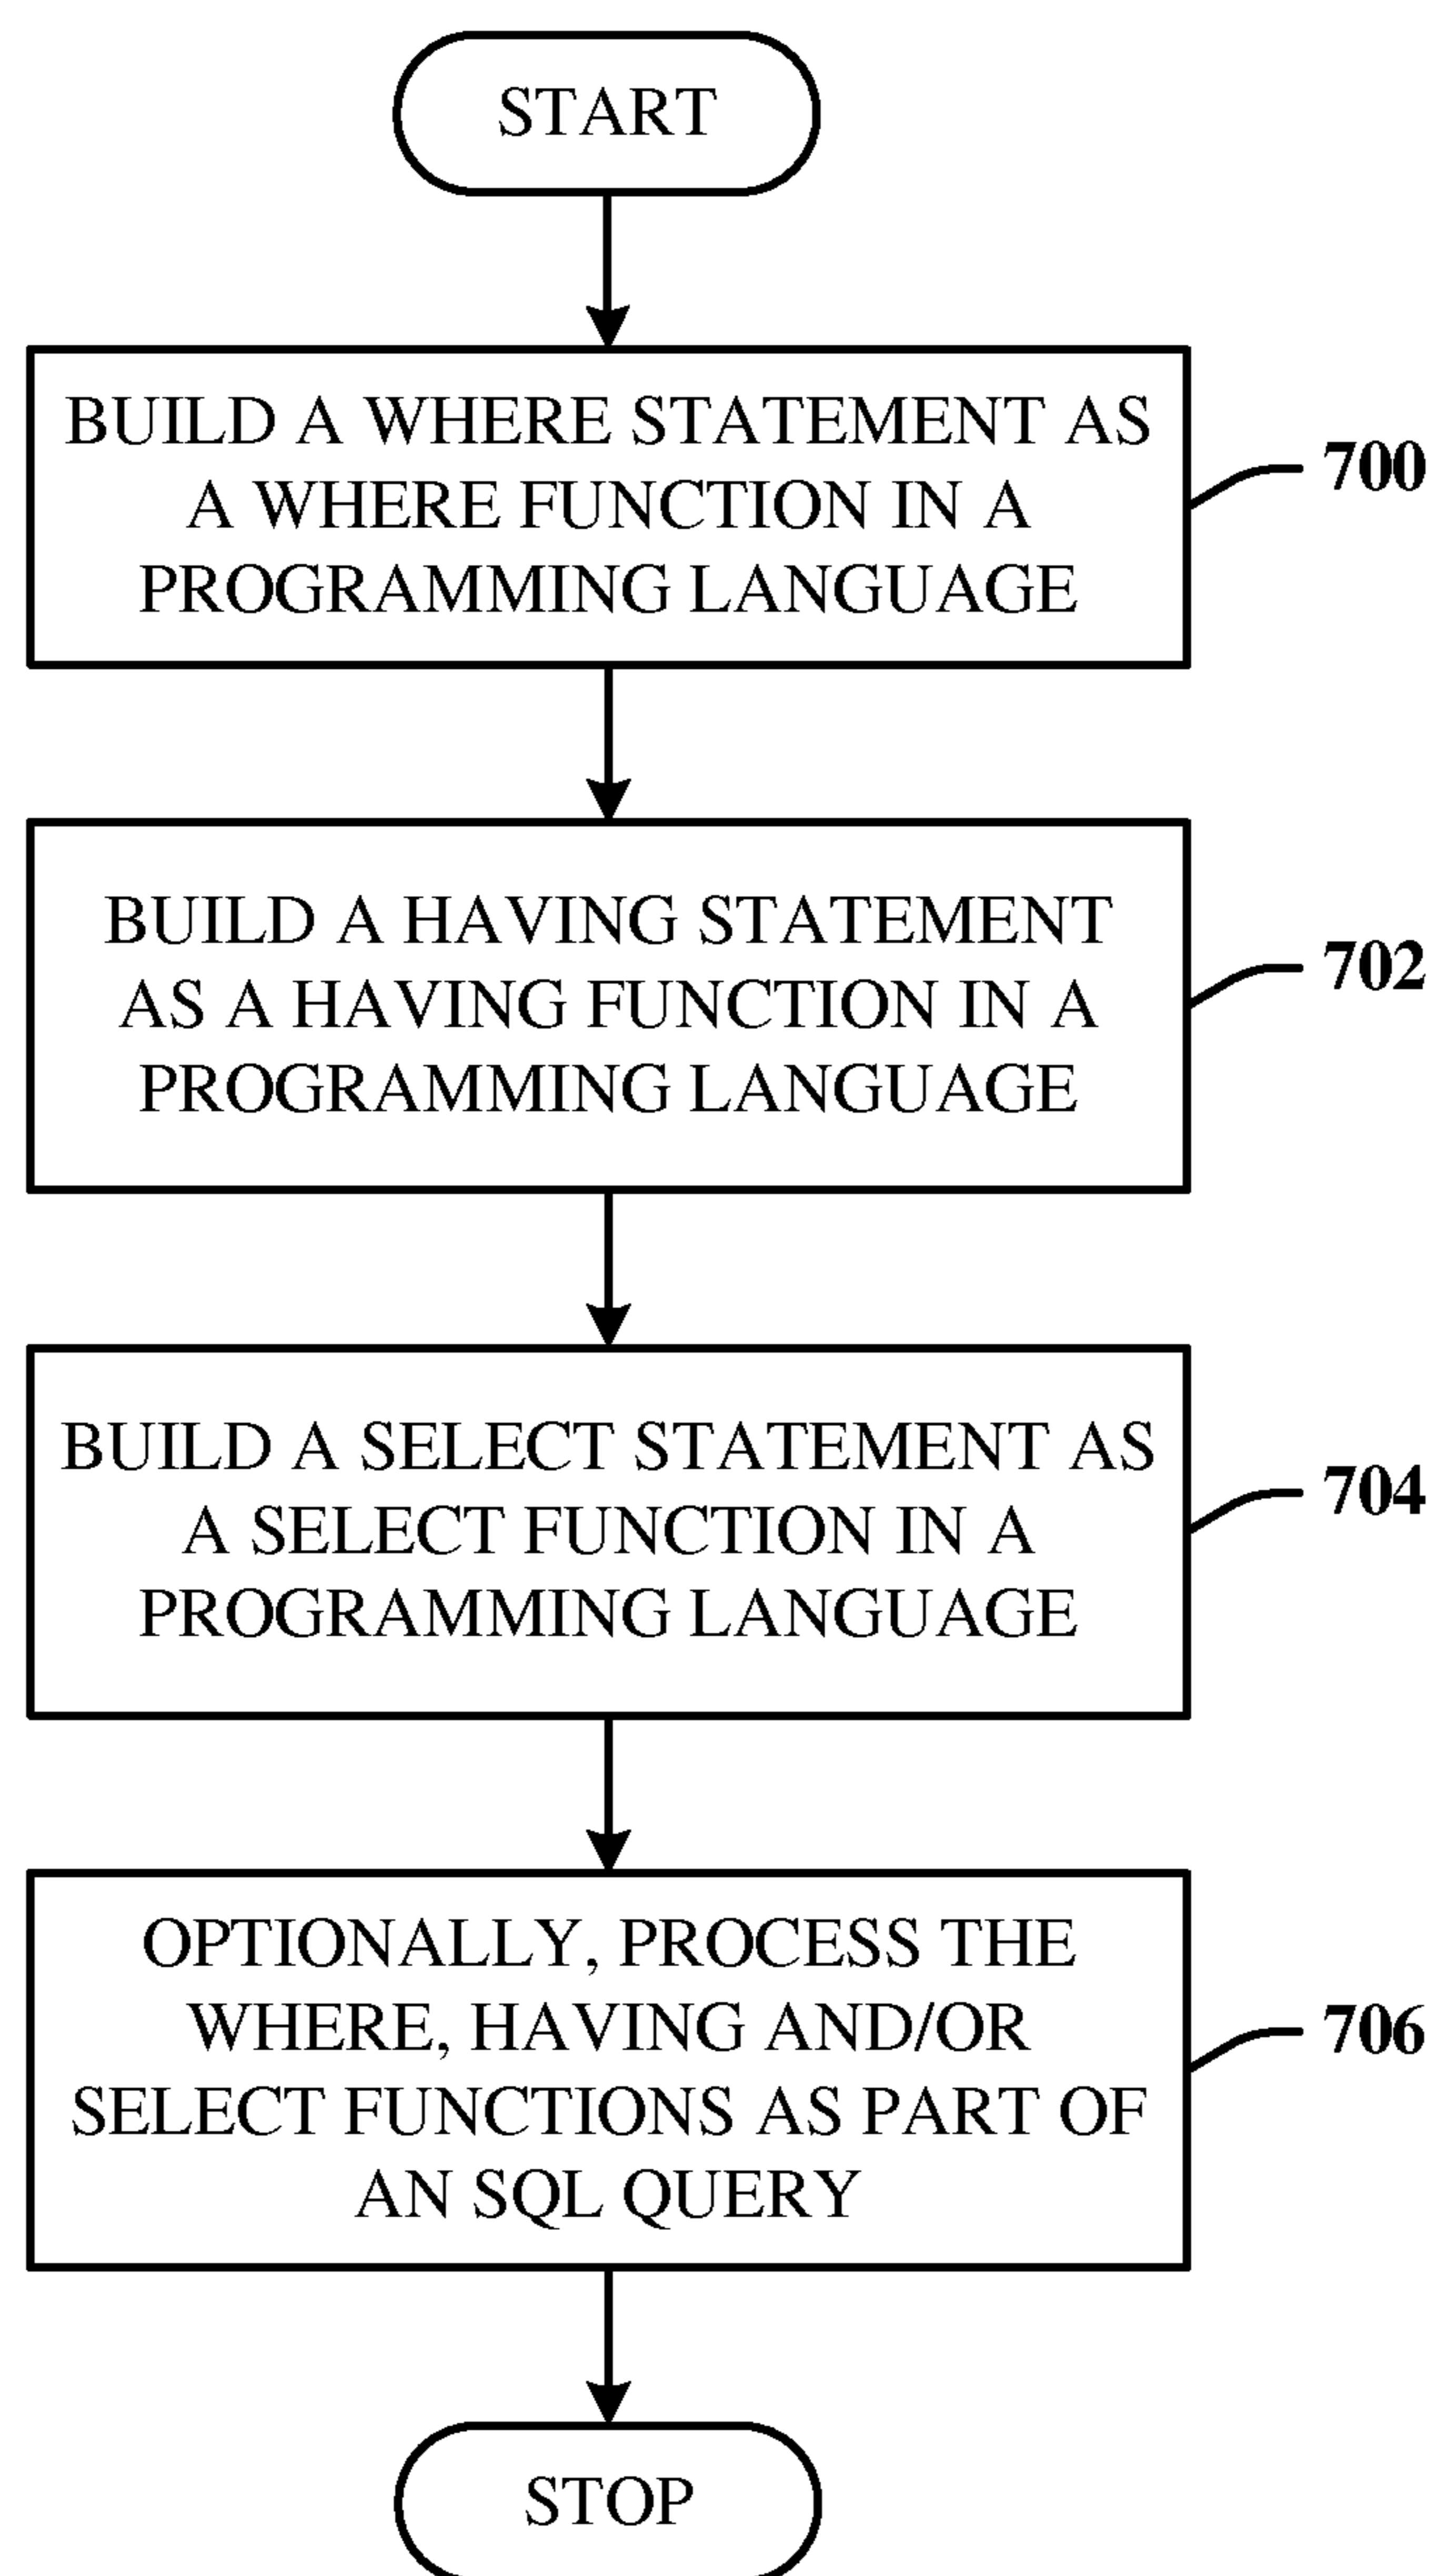 START
BUILD A WHERE STATEMENT AS
A WHERE FUNCTION IN A
PROGRAMMING LANGUAGE
700
BUILD A HAVING STATEMENT
AS A HAVING FUNCTION IN A
PROGRAMMING LANGUAGE
702
BUILD A SELECT STATEMENT AS
A SELECT FUNCTION IN A
PROGRAMMING LANGUAGE
704
OPTIONALLY, PROCESS THE
WHERE, HAVING AND/OR
SELECT FUNCTIONS AS PART OF
AN SQL QUERY
706
STOP